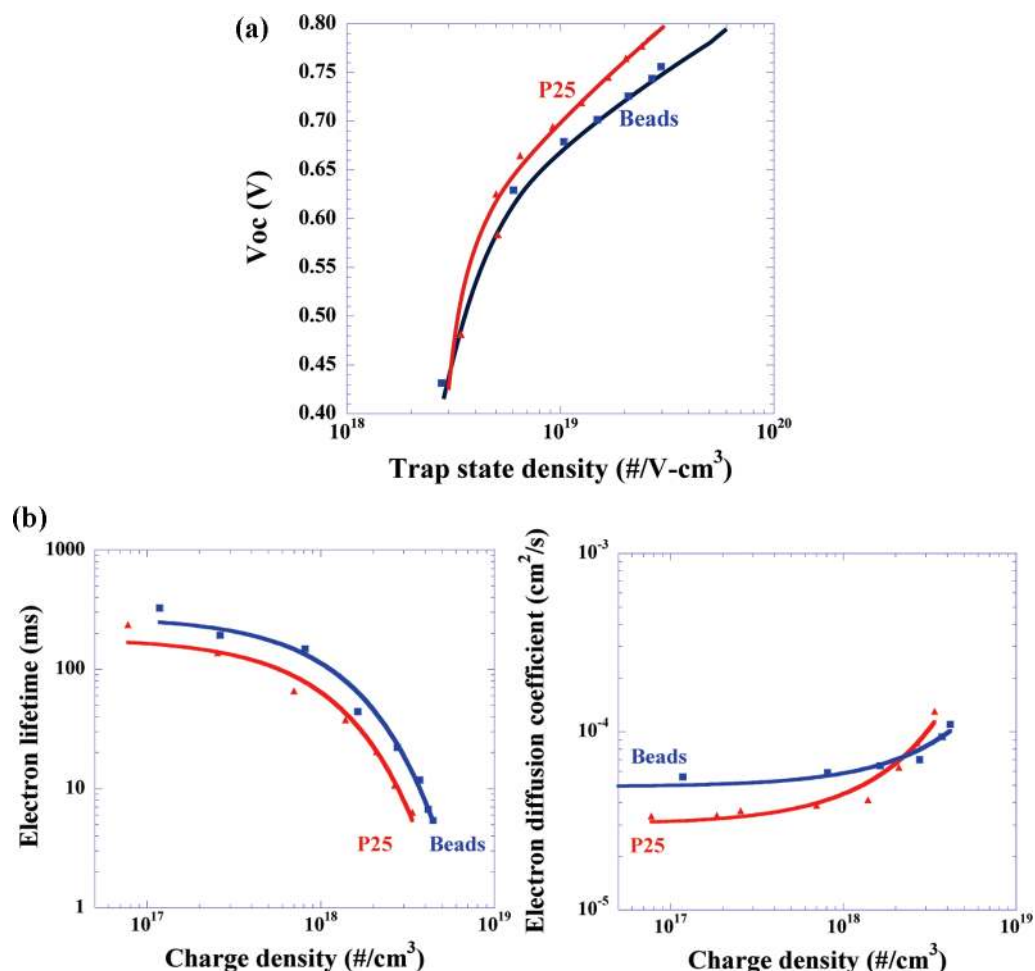 (a)
0.80
0.75
0.70
0.65
0.60
0.55
0.50
0.45
0.40
Voc (V)
P25
Beads
10^18
10^19
10^20
Trap state density (#/V-cm^3)
(b)
1000
100
10
1
Electron lifetime (ms)
P25
Beads
10^17
10^18
10^19
Charge density (#/cm^3)
10^-3
10^-4
10^-5
Electron diffusion coefficient (cm^2/s)
Beads
P25
10^17
10^18
10^19
Charge density (#/cm^3)